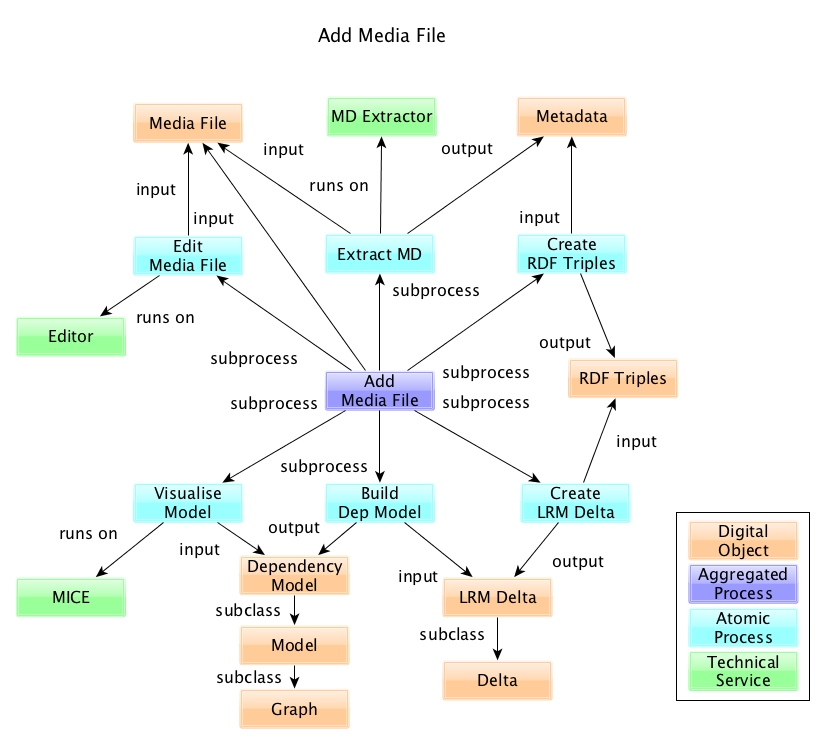 Add Media File
Media File
MD Extractor
Metadata
input
output
runs on
input
input
input
Edit
Media File
Extract MD
Create
RDF Triples
subprocess
runs on
Editor
output
subprocess
subprocess
RDF Triples
Add
Media File
subprocess
subprocess
input
subprocess
Visualise
Model
Build
Dep Model
Create
LRM Delta
runs on
output
input
output
Dependency
Model
input
MICE
LRM Delta
subclass
subclass
Model
subclass
Delta
Graph
Digital
Object
Aggregated
Process
Atomic
Process
Technical
Service